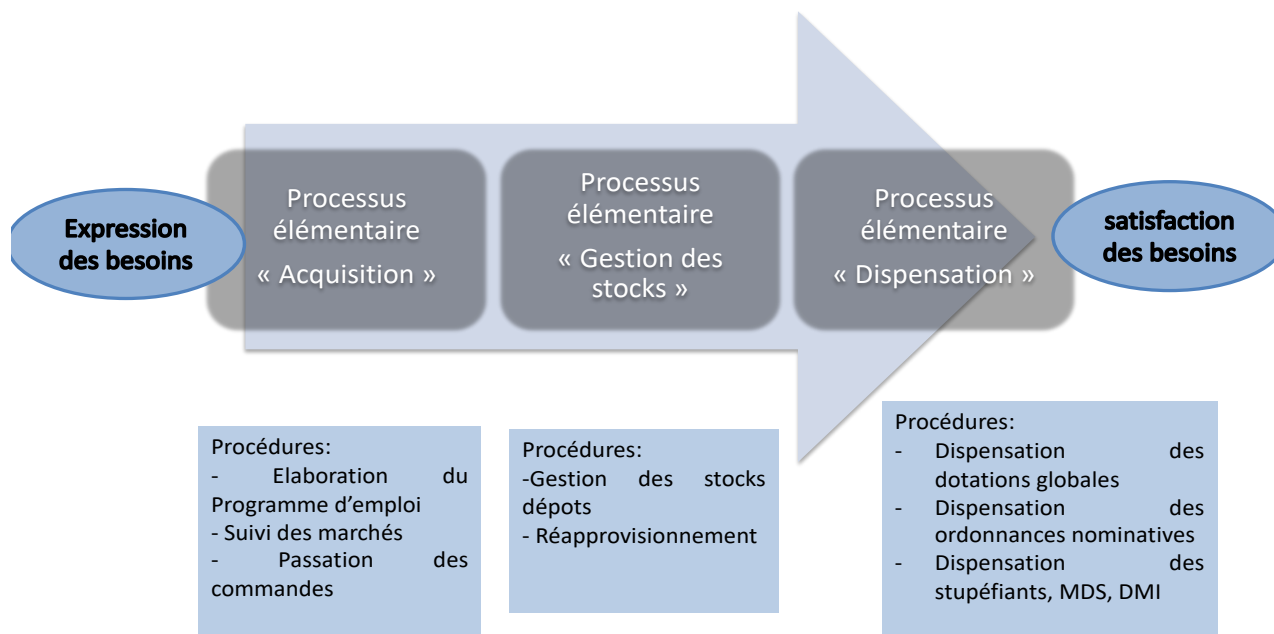 Expression
des besoins
Processus
élémentaire
« Acquisition »
Processus
élémentaire
« Gestion des
stocks »
Processus
élémentaire
« Dispensation »
satisfaction
des besoins
Procédures:
- Elaboration du
Programme d’emploi
- Suivi des marchés
- Passation des
commandes
Procédures:
-Gestion des stocks
dépots
- Réapprovisionnement
Procédures:
- Dispensation des
dotations globales
- Dispensation des
ordonnances nominatives
- Dispensation des
stupéfiants, MDS, DMI